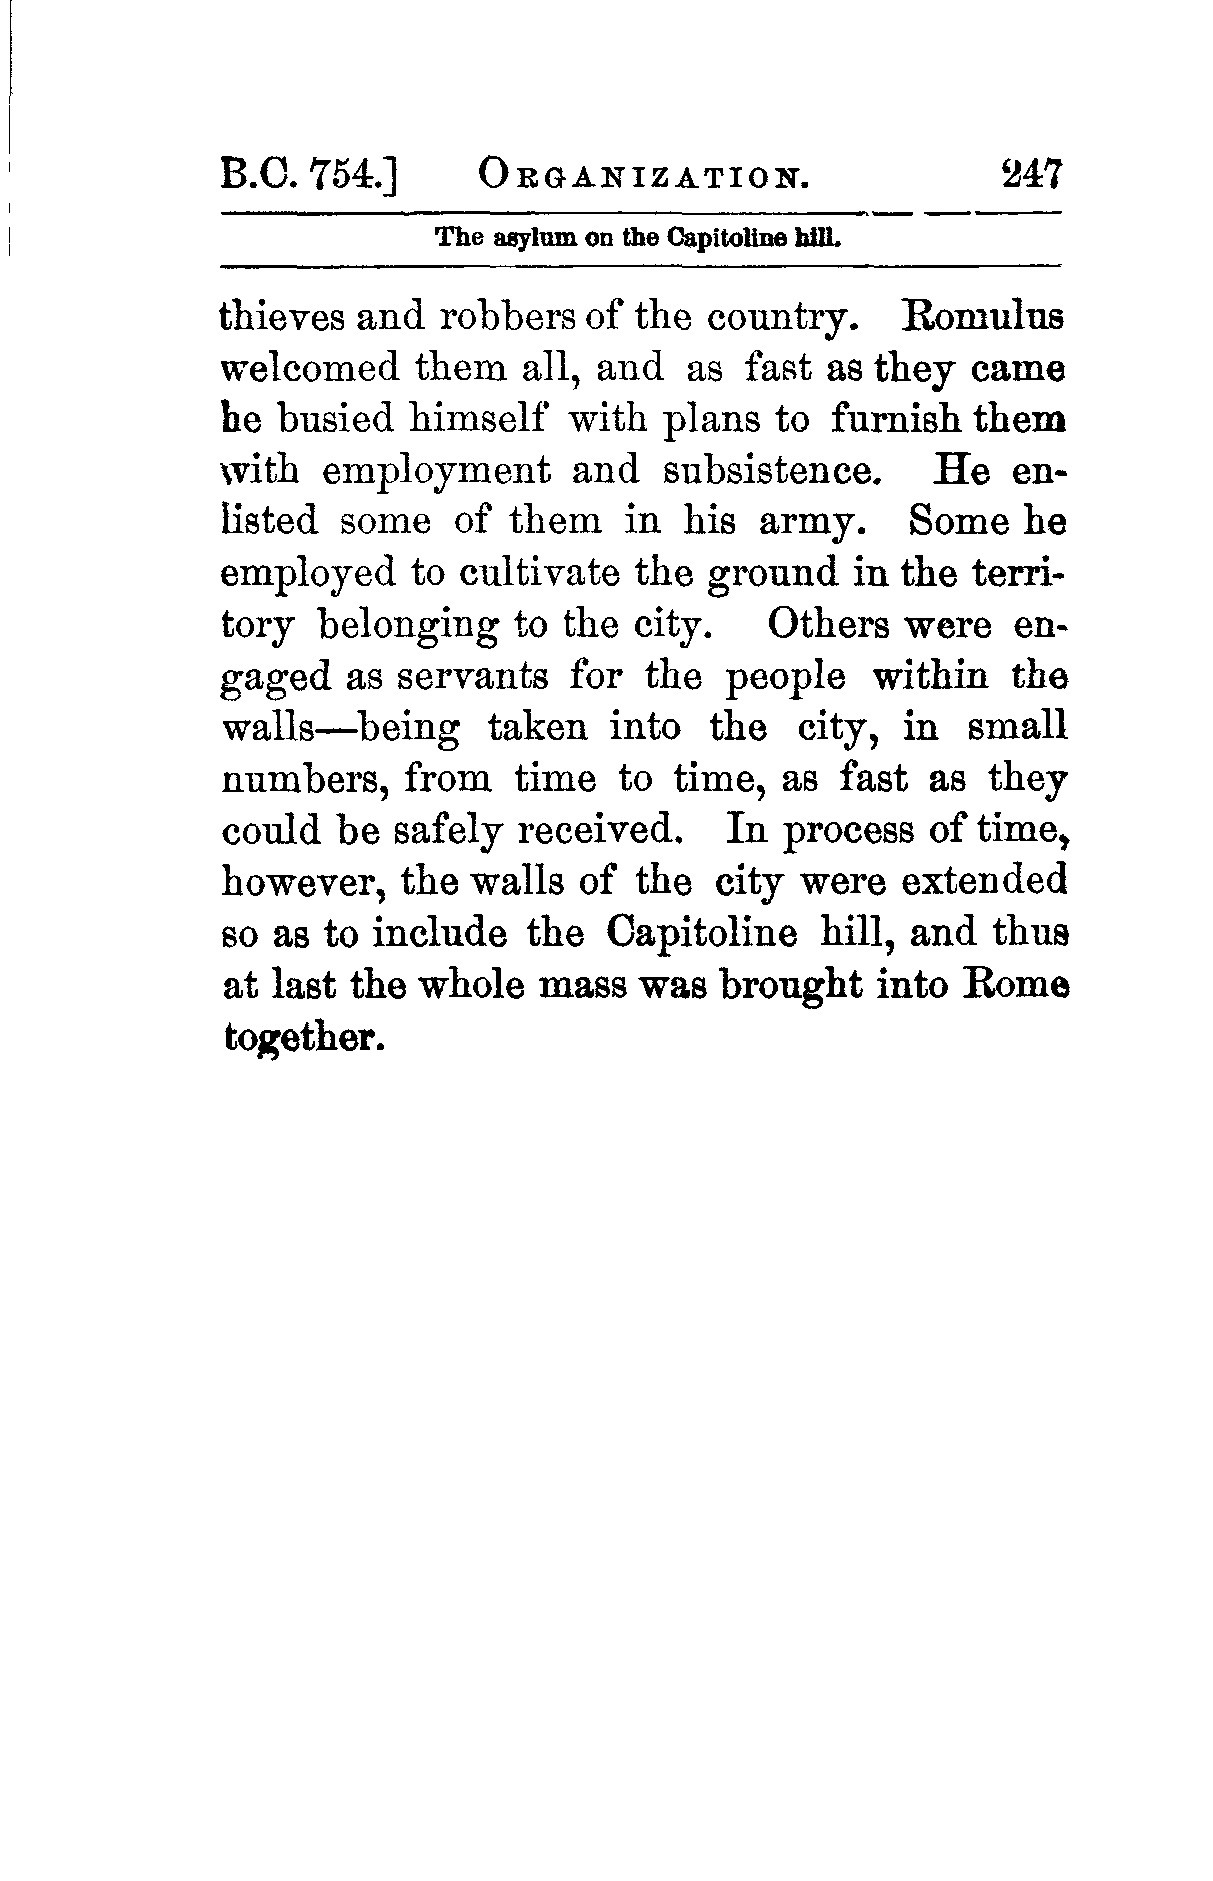 B.C. 754.] ORGANIZATION. 247
The asylum on the Capitoline hill.
thieves and robbers of the country. Romulus
welcomed them all, and as fast as they came
he busied himself with plans to furnish them
with employment and subsistence. He en-
listed some of them in his army. Some he
employed to cultivate the ground in the terri-
tory belonging to the city. Others were en-
gaged as servants for the people within the
walls—being taken into the city, in small
numbers, from time to time, as fast as they
could be safely received. In process of time,
however, the walls of the city were extended
so as to include the Capitoline hill, and thus
at last the whole mass was brought into Rome
together.